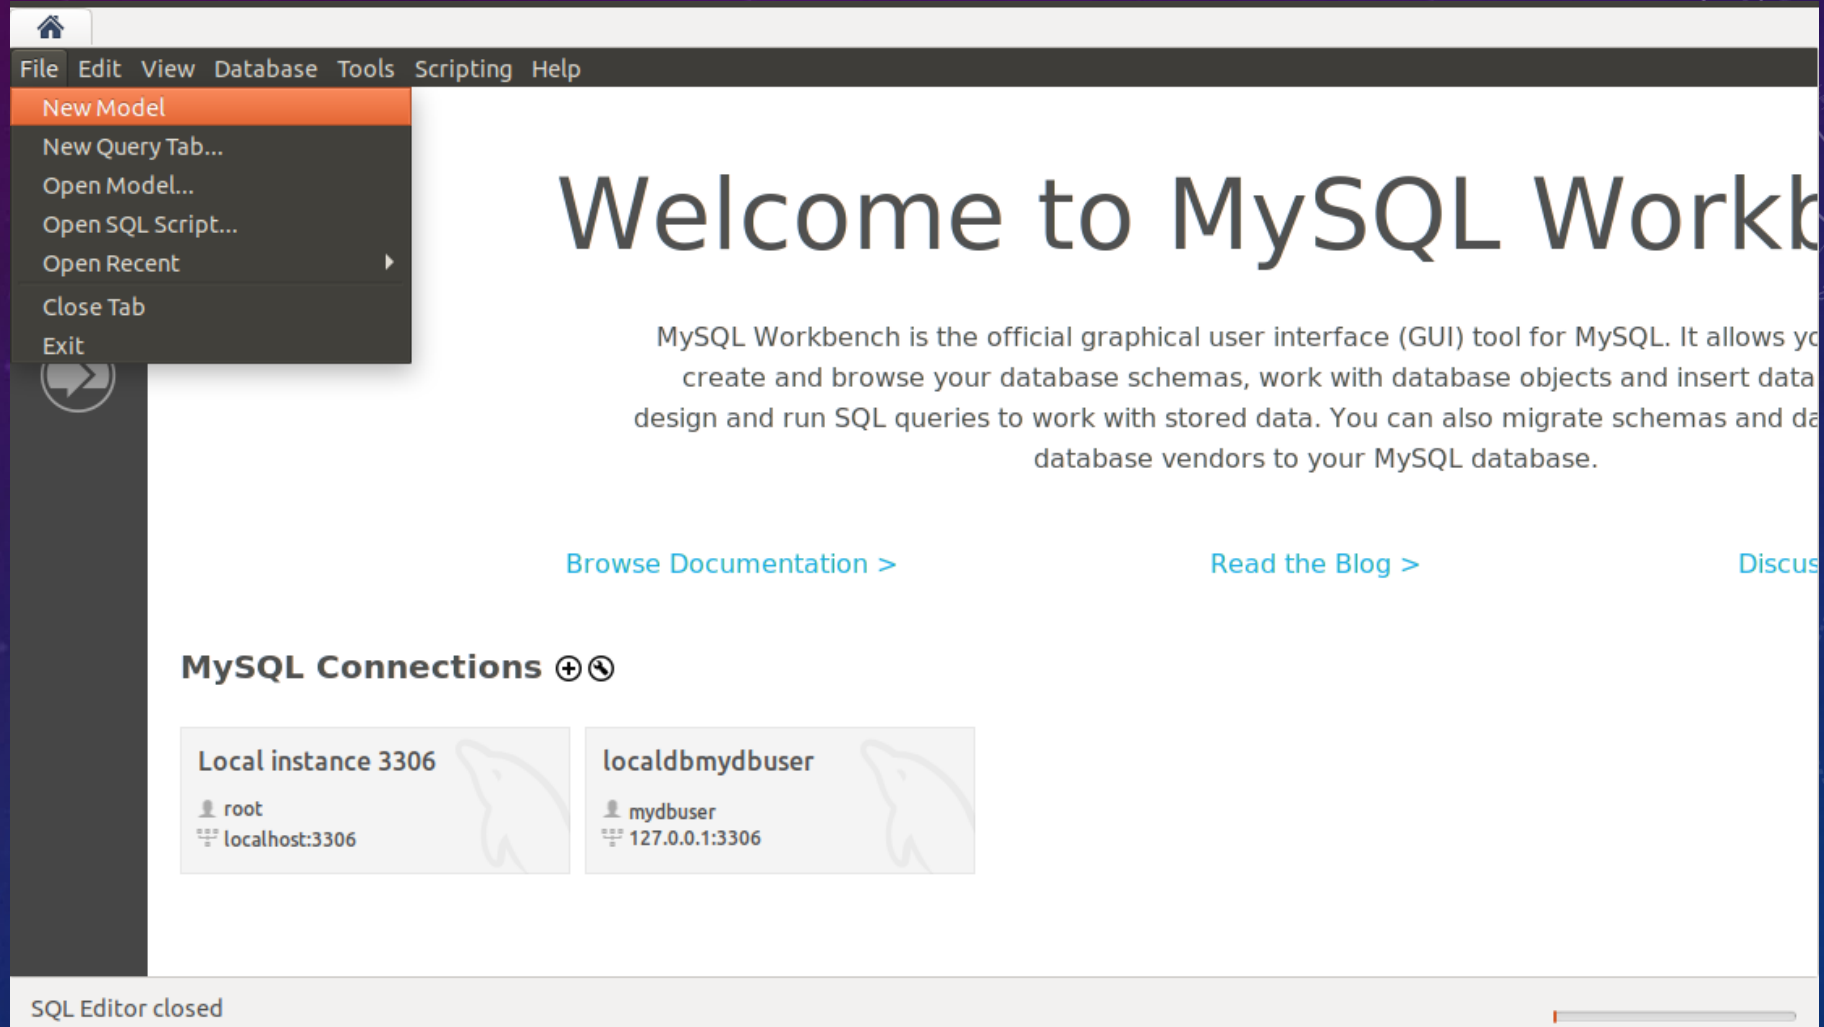 File Edit View Database Tools Scripting Help
New Model
New Query Tab...
Open Model...
Open SQL Script...
Open Recent
Close Tab
Exit
Welcome to MySQL Workb
MySQL Workbench is the official graphical user interface (GUI) tool for MySQL. It allows yo
create and browse your database schemas, work with database objects and insert data
design and run SQL queries to work with stored data. You can also migrate schemas and da
database vendors to your MySQL database.
Browse Documentation > Read the Blog > Discus
MySQL Connections
Local instance 3306
root
localhost:3306
localdbmydbuser
mydbuser
127.0.0.1:3306
SQL Editor closed